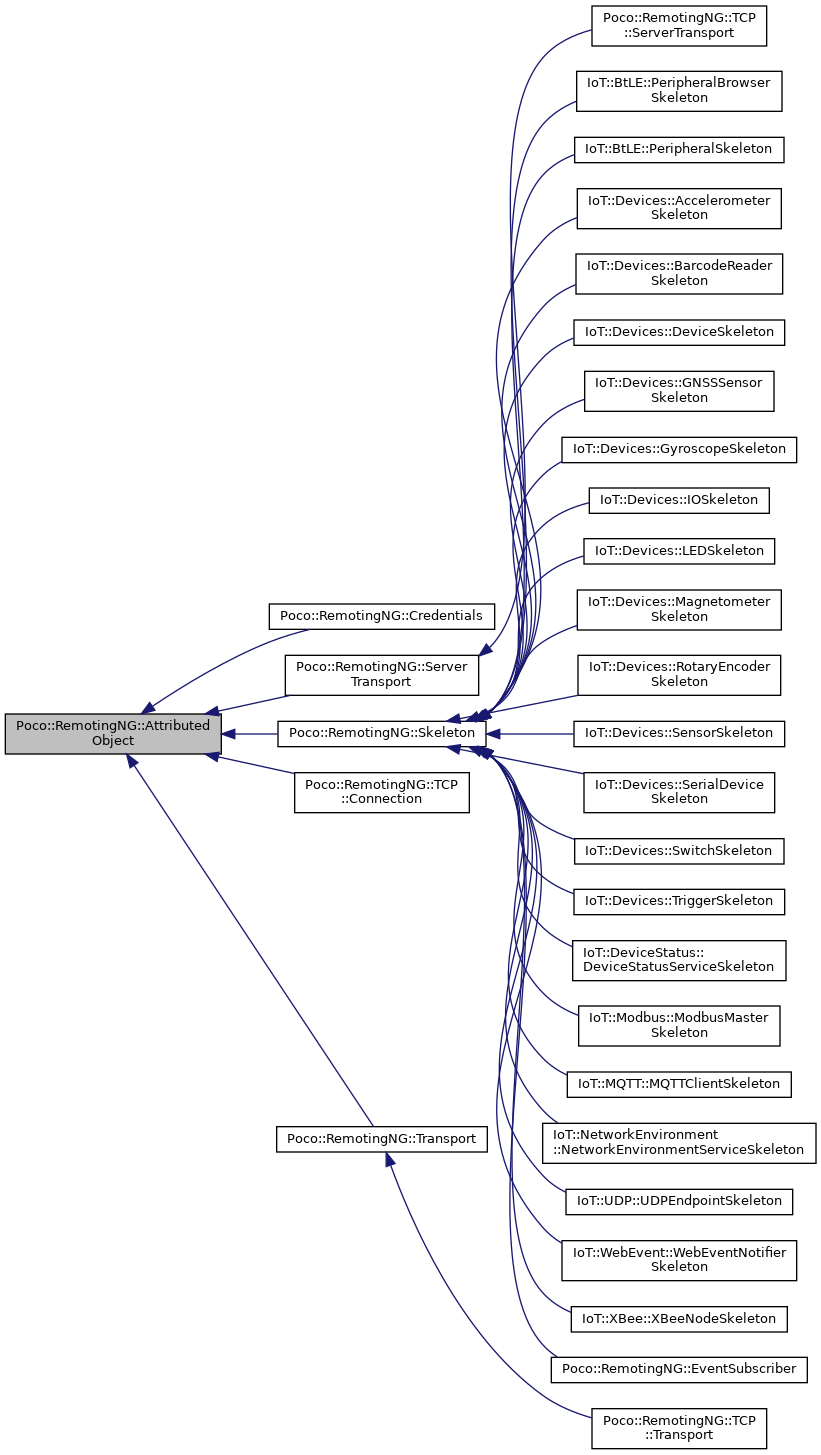 Poco::RemotingNG::Attributed
Object
Poco::RemotingNG::Credentials
Poco::RemotingNG::Server
Transport
Poco::RemotingNG::Skeleton
Poco::RemotingNG::TCP
::Connection
Poco::RemotingNG::Transport
Poco::RemotingNG::TCP
::ServerTransport
IoT::BtLE::PeripheralBrowser
Skeleton
IoT::BtLE::PeripheralSkeleton
IoT::Devices::Accelerometer
Skeleton
IoT::Devices::BarcodeReader
Skeleton
IoT::Devices::DeviceSkeleton
IoT::Devices::GNSSSensor
Skeleton
IoT::Devices::GyroscopeSkeleton
IoT::Devices::IOSkeleton
IoT::Devices::LEDSkeleton
IoT::Devices::Magnetometer
Skeleton
IoT::Devices::RotaryEncoder
Skeleton
IoT::Devices::SensorSkeleton
IoT::Devices::SerialDevice
Skeleton
IoT::Devices::SwitchSkeleton
IoT::Devices::TriggerSkeleton
IoT::DeviceStatus::
DeviceStatusServiceSkeleton
IoT::Modbus::ModbusMaster
Skeleton
IoT::MQTT::MQTTClientSkeleton
IoT::NetworkEnvironment
::NetworkEnvironmentServiceSkeleton
IoT::UDP::UDPEndpointSkeleton
IoT::WebEvent::WebEventNotifier
Skeleton
IoT::XBee::XBeeNodeSkeleton
Poco::RemotingNG::EventSubscriber
Poco::RemotingNG::TCP
::Transport